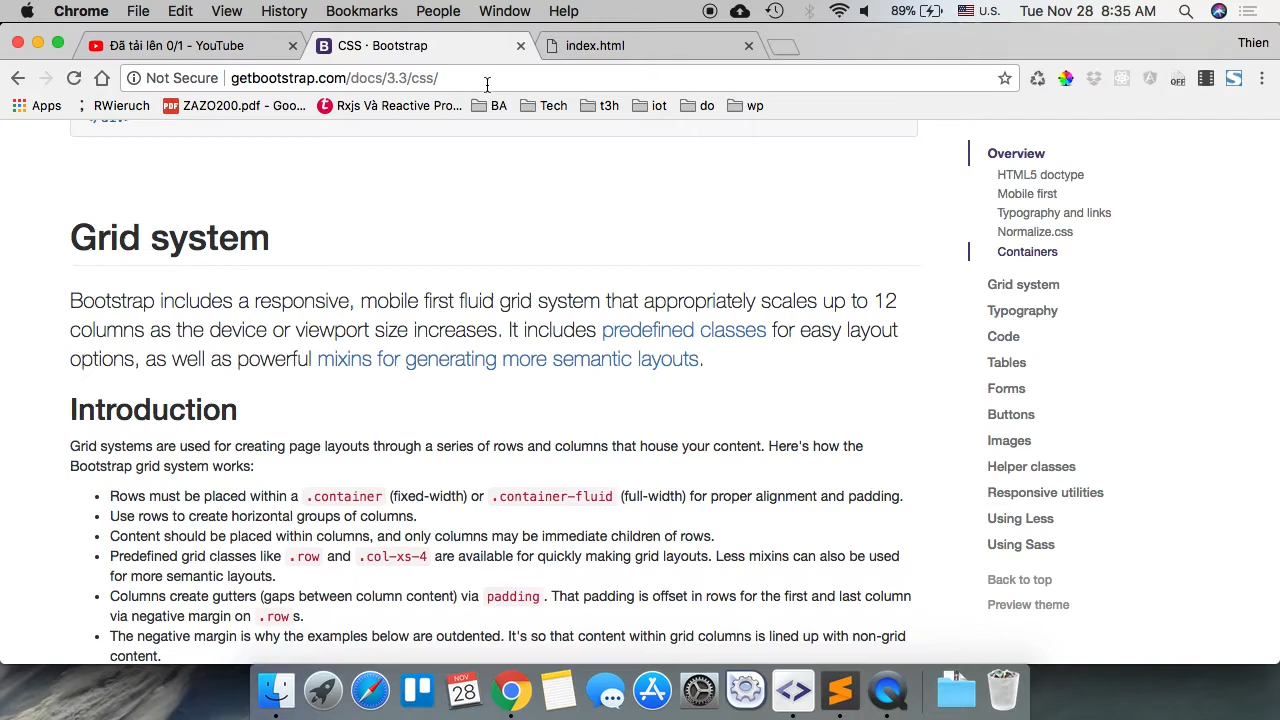 Chrome File Edit View History Bookmarks People Window Help 89% U.S. Tue Nov 28 8:35 AM
Đã tải lên 0/1 - YouTube CSS · Bootstrap index.html Thien
Not Secure getbootstrap.com/docs/3.3/css/
Apps RWieruch ZAZO200.pdf - Goo... Rxjs Và Reactive Pro... BA Tech t3h iot do wp
</div>
Grid system
Bootstrap includes a responsive, mobile first fluid grid system that appropriately scales up to 12
columns as the device or viewport size increases. It includes predefined classes for easy layout
options, as well as powerful mixins for generating more semantic layouts.
Introduction
Grid systems are used for creating page layouts through a series of rows and columns that house your content. Here's how the
Bootstrap grid system works:
• Rows must be placed within a .container (fixed-width) or .container-fluid (full-width) for proper alignment and padding.
• Use rows to create horizontal groups of columns.
• Content should be placed within columns, and only columns may be immediate children of rows.
• Predefined grid classes like .row and .col-xs-4 are available for quickly making grid layouts. Less mixins can also be used
for more semantic layouts.
• Columns create gutters (gaps between column content) via padding. That padding is offset in rows for the first and last column
via negative margin on .rows.
• The negative margin is why the examples below are outdented. It's so that content within grid columns is lined up with non-grid
content.
Overview
HTML5 doctype
Mobile first
Typography and links
Normalize.css
Containers
Grid system
Typography
Code
Tables
Forms
Buttons
Images
Helper classes
Responsive utilities
Using Less
Using Sass
Back to top
Preview theme
NOV
28